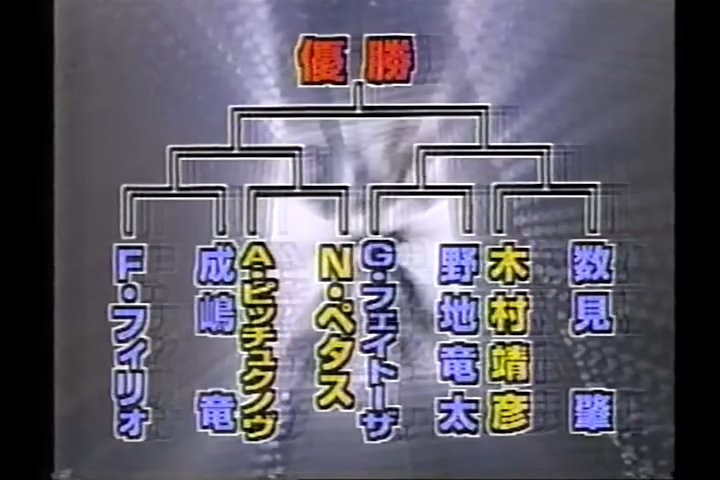 優勝
F・フィリォ
成嶋 竜
A・ピッチュクノヴ
N・ペタス
G・フェイトーザ
野地竜太
木村靖彦
数見 肇